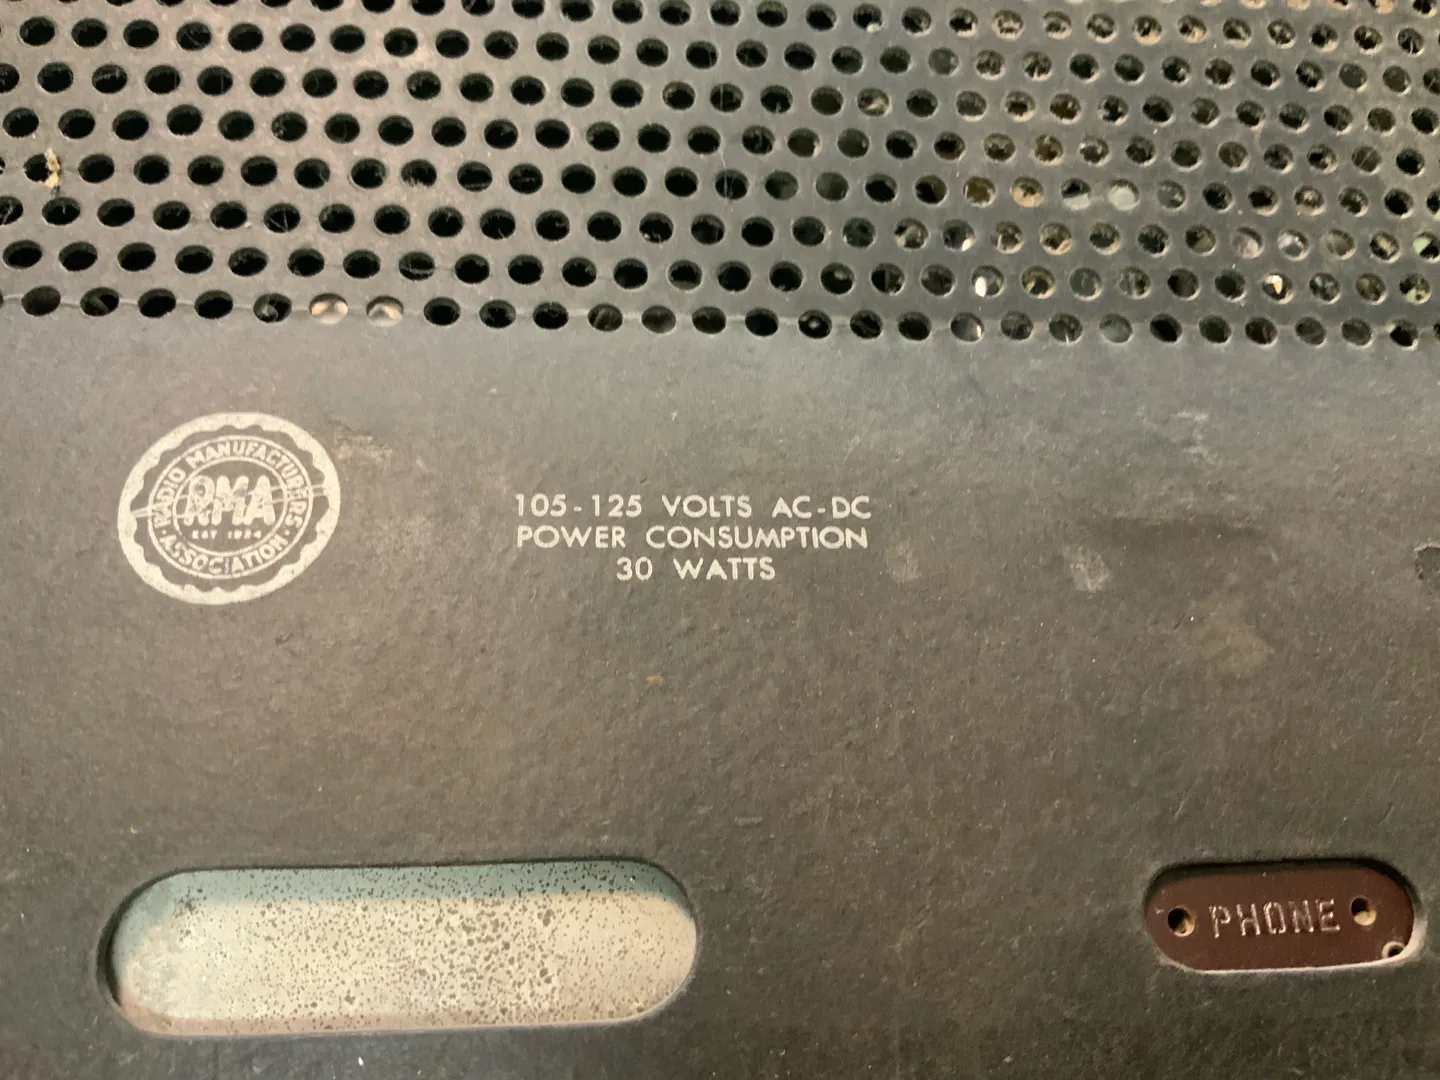 RADIO MANUFACTURERS
RMA
EST 1924
ASSOCIATION
105-125 VOLTS AC-DC
POWER CONSUMPTION
30 WATTS
PHONE